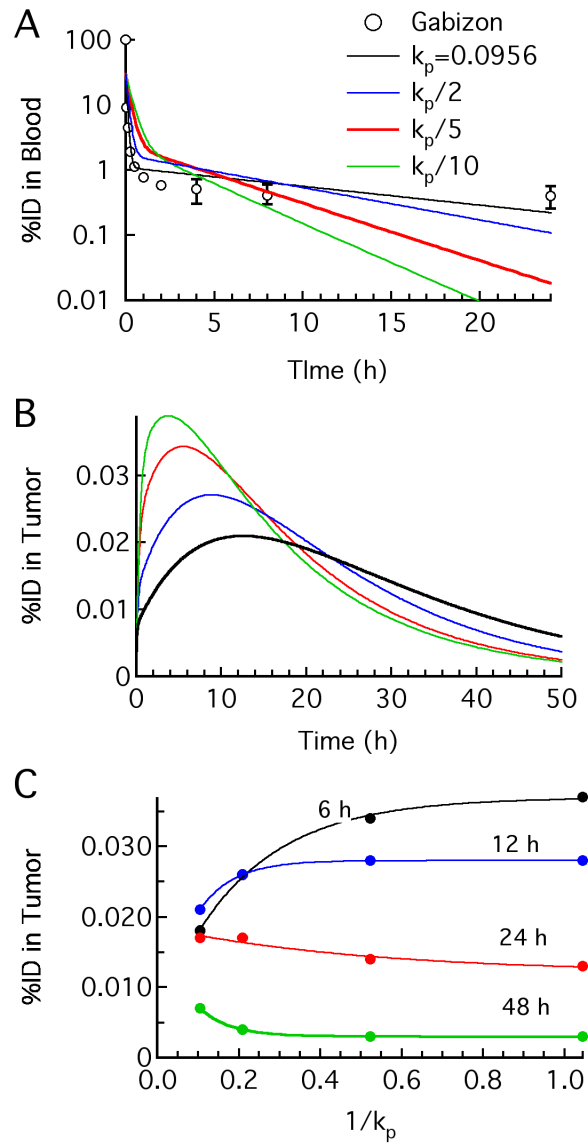 A
%ID in Blood
100
10
1
0.1
0.01
Gabizon
kp=0.0956
kp/2
kp/5
kp/10
0
5
10
15
20
TIme (h)
B
%ID in Tumor
0.03
0.02
0.01
0
0
10
20
30
40
50
Time (h)
C
%ID in Tumor
0.030
0.020
0.010
0
6 h
12 h
24 h
48 h
0.0
0.2
0.4
0.6
0.8
1.0
1/kp